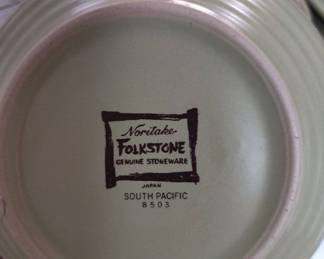 Noritake
FOLKSTONE
GENUINE STONEWARE
JAPAN
SOUTH PACIFIC
8503